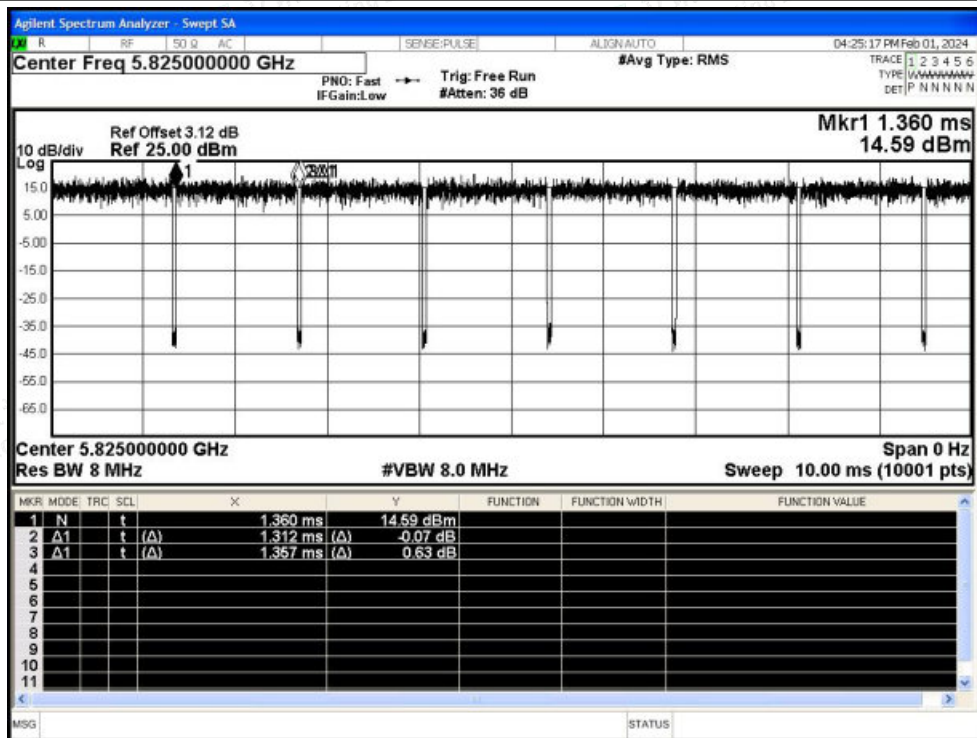 Agilent Spectrum Analyzer - Swept SA
R RF 50 Ω AC SENSE:PULSE ALIGN AUTO 04:25:17 PM Feb 01, 2024
Center Freq 5.825000000 GHz #Avg Type: RMS TRACE 1 2 3 4 5 6
PNO: Fast Trig: Free Run TYPE
IFGain:Low #Atten: 36 dB DET P N N N N N
Mkr1 1.360 ms
Ref Offset 3.12 dB
10 dB/div Ref 25.00 dBm 14.59 dBm
Log
1
15.0
5.00
-5.00
-15.0
-25.0
-35.0
-45.0
-55.0
-65.0
Center 5.825000000 GHz Span 0 Hz
Res BW 8 MHz #VBW 8.0 MHz Sweep 10.00 ms (10001 pts)
MKR MODE TRC SCL X Y FUNCTION FUNCTION WIDTH FUNCTION VALUE
1 N t 1.360 ms 14.59 dBm
2 Δ1 t (Δ) 1.312 ms (Δ) -0.07 dB
3 Δ1 t (Δ) 1.357 ms (Δ) 0.63 dB
4
5
6
7
8
9
10
11
MSG STATUS